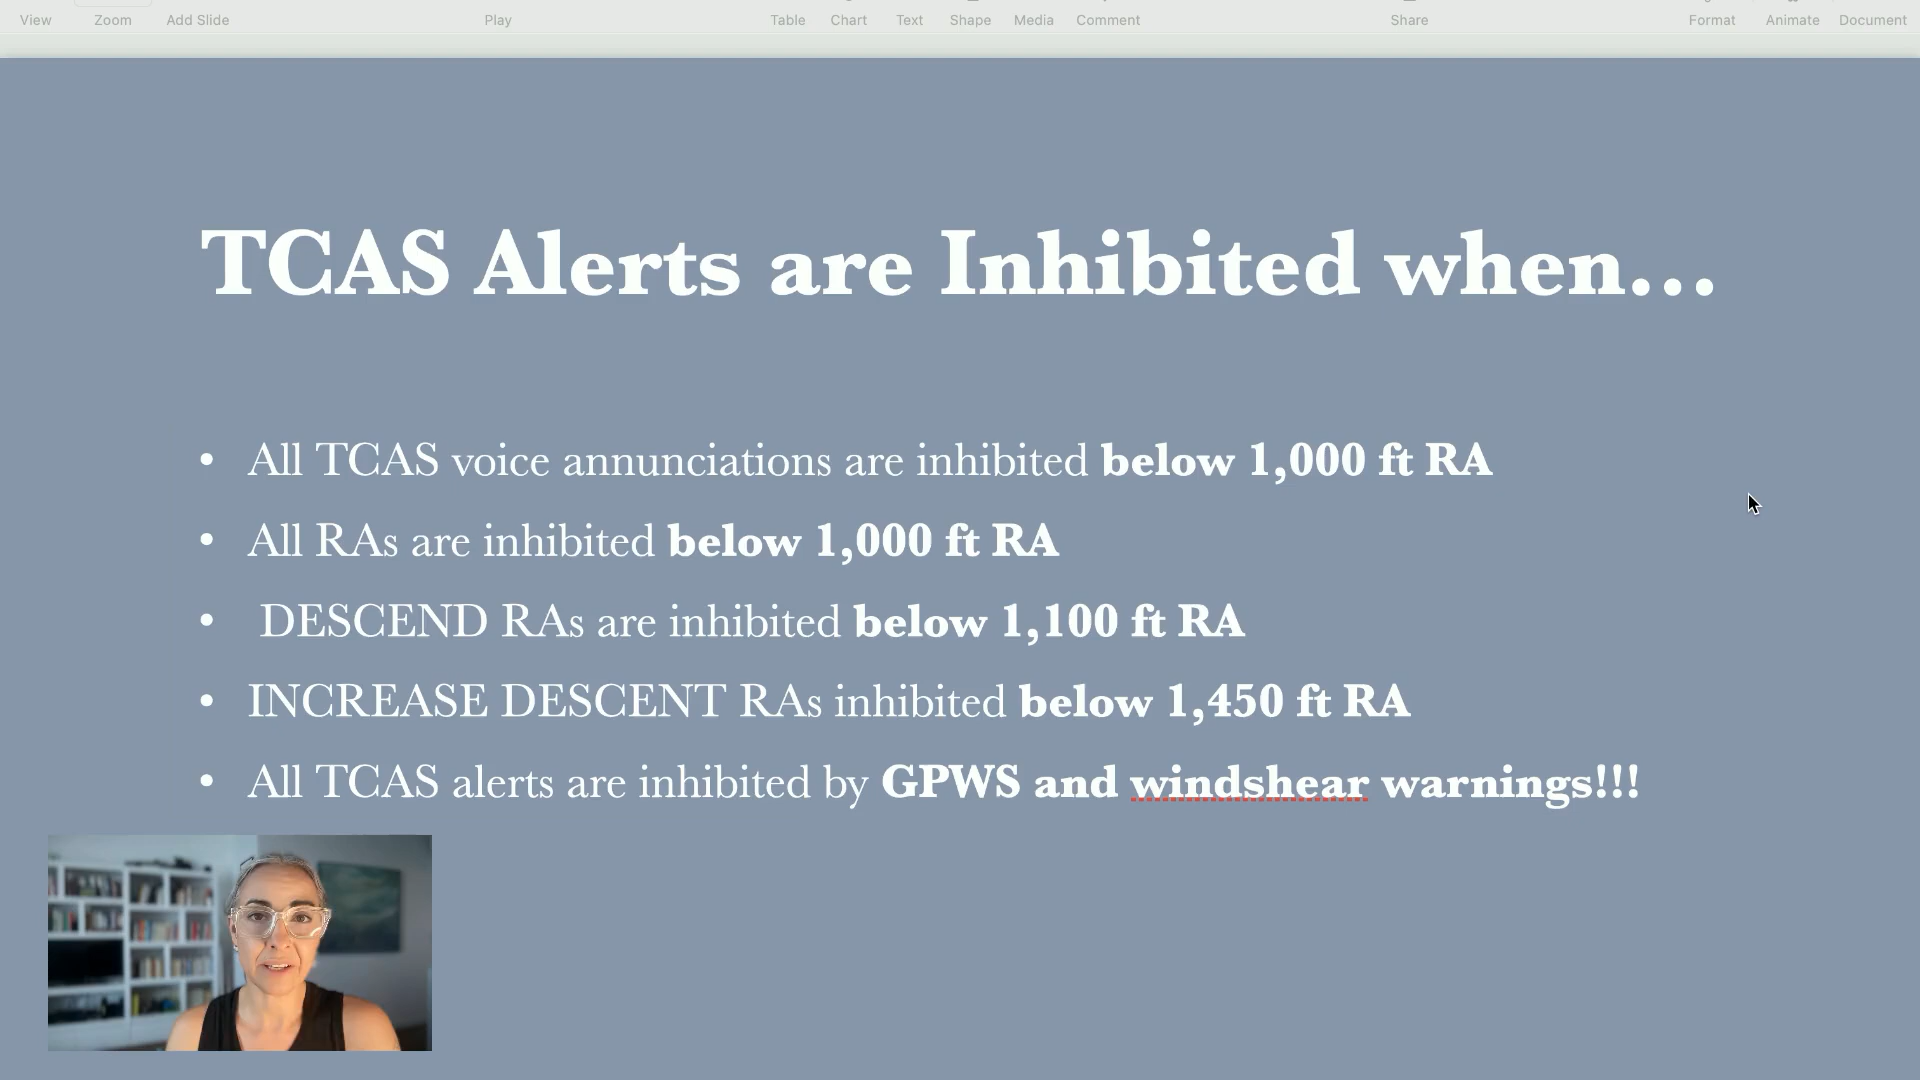 View Zoom Add Slide Play Table Chart Text Shape Media Comment Share Format Animate Document
TCAS Alerts are Inhibited when...
• All TCAS voice annunciations are inhibited below 1,000 ft RA
• All RAs are inhibited below 1,000 ft RA
• DESCEND RAs are inhibited below 1,100 ft RA
• INCREASE DESCENT RAs inhibited below 1,450 ft RA
• All TCAS alerts are inhibited by GPWS and windshear warnings!!!